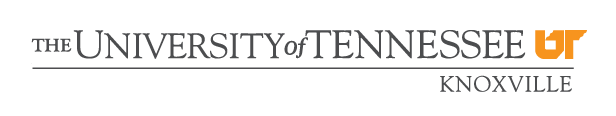 THE UNIVERSITY of TENNESSEE UT
KNOXVILLE